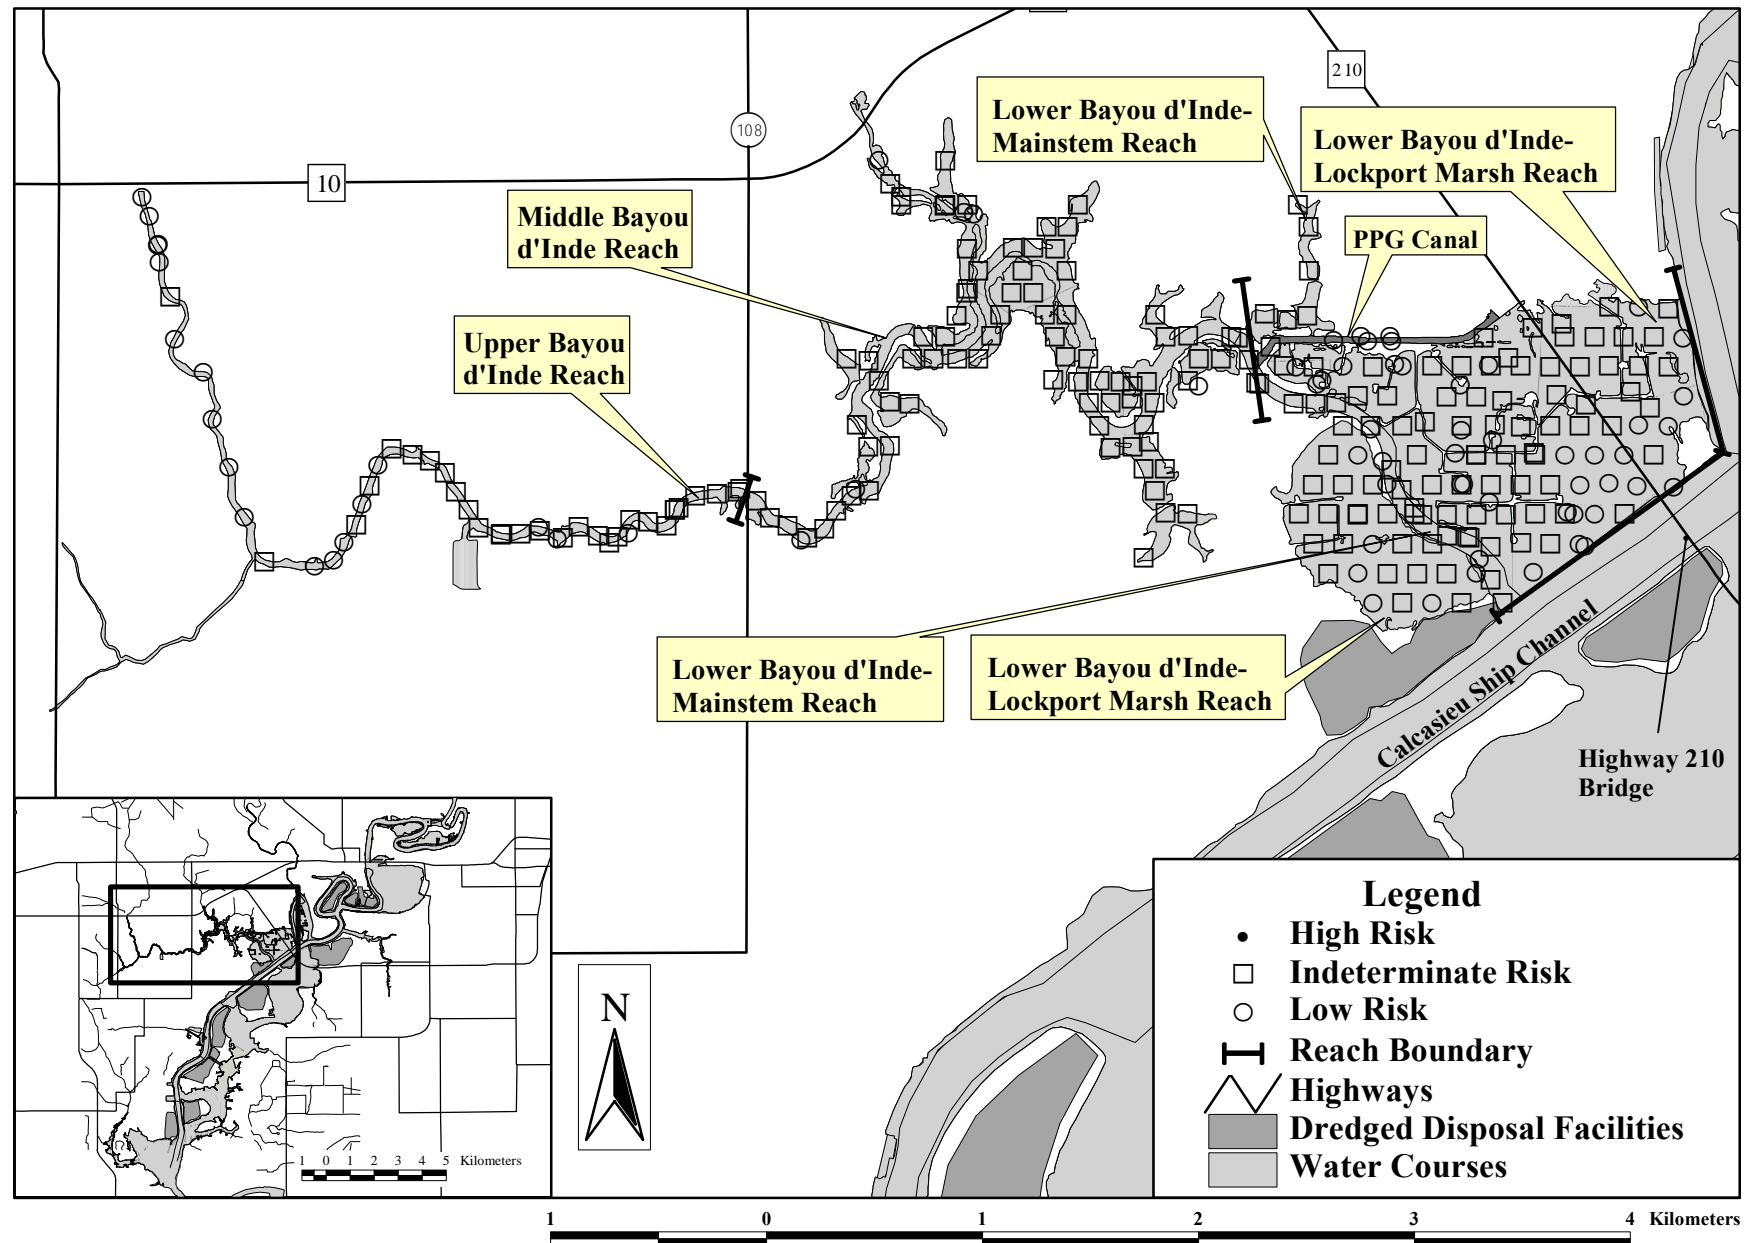 210
Lower Bayou d'Inde-
Mainstem Reach
Lower Bayou d'Inde-
Lockport Marsh Reach
108
10
Middle Bayou
d'Inde Reach
PPG Canal
Upper Bayou
d'Inde Reach
Lower Bayou d'Inde-
Mainstem Reach
Lower Bayou d'Inde-
Lockport Marsh Reach
Calcasieu Ship Channel
Highway 210
Bridge
Legend
High Risk
Indeterminate Risk
Low Risk
Reach Boundary
Highways
Dredged Disposal Facilities
Water Courses
N
1 0 1 2 3 4 5 Kilometers
1 0 1 2 3 4 Kilometers